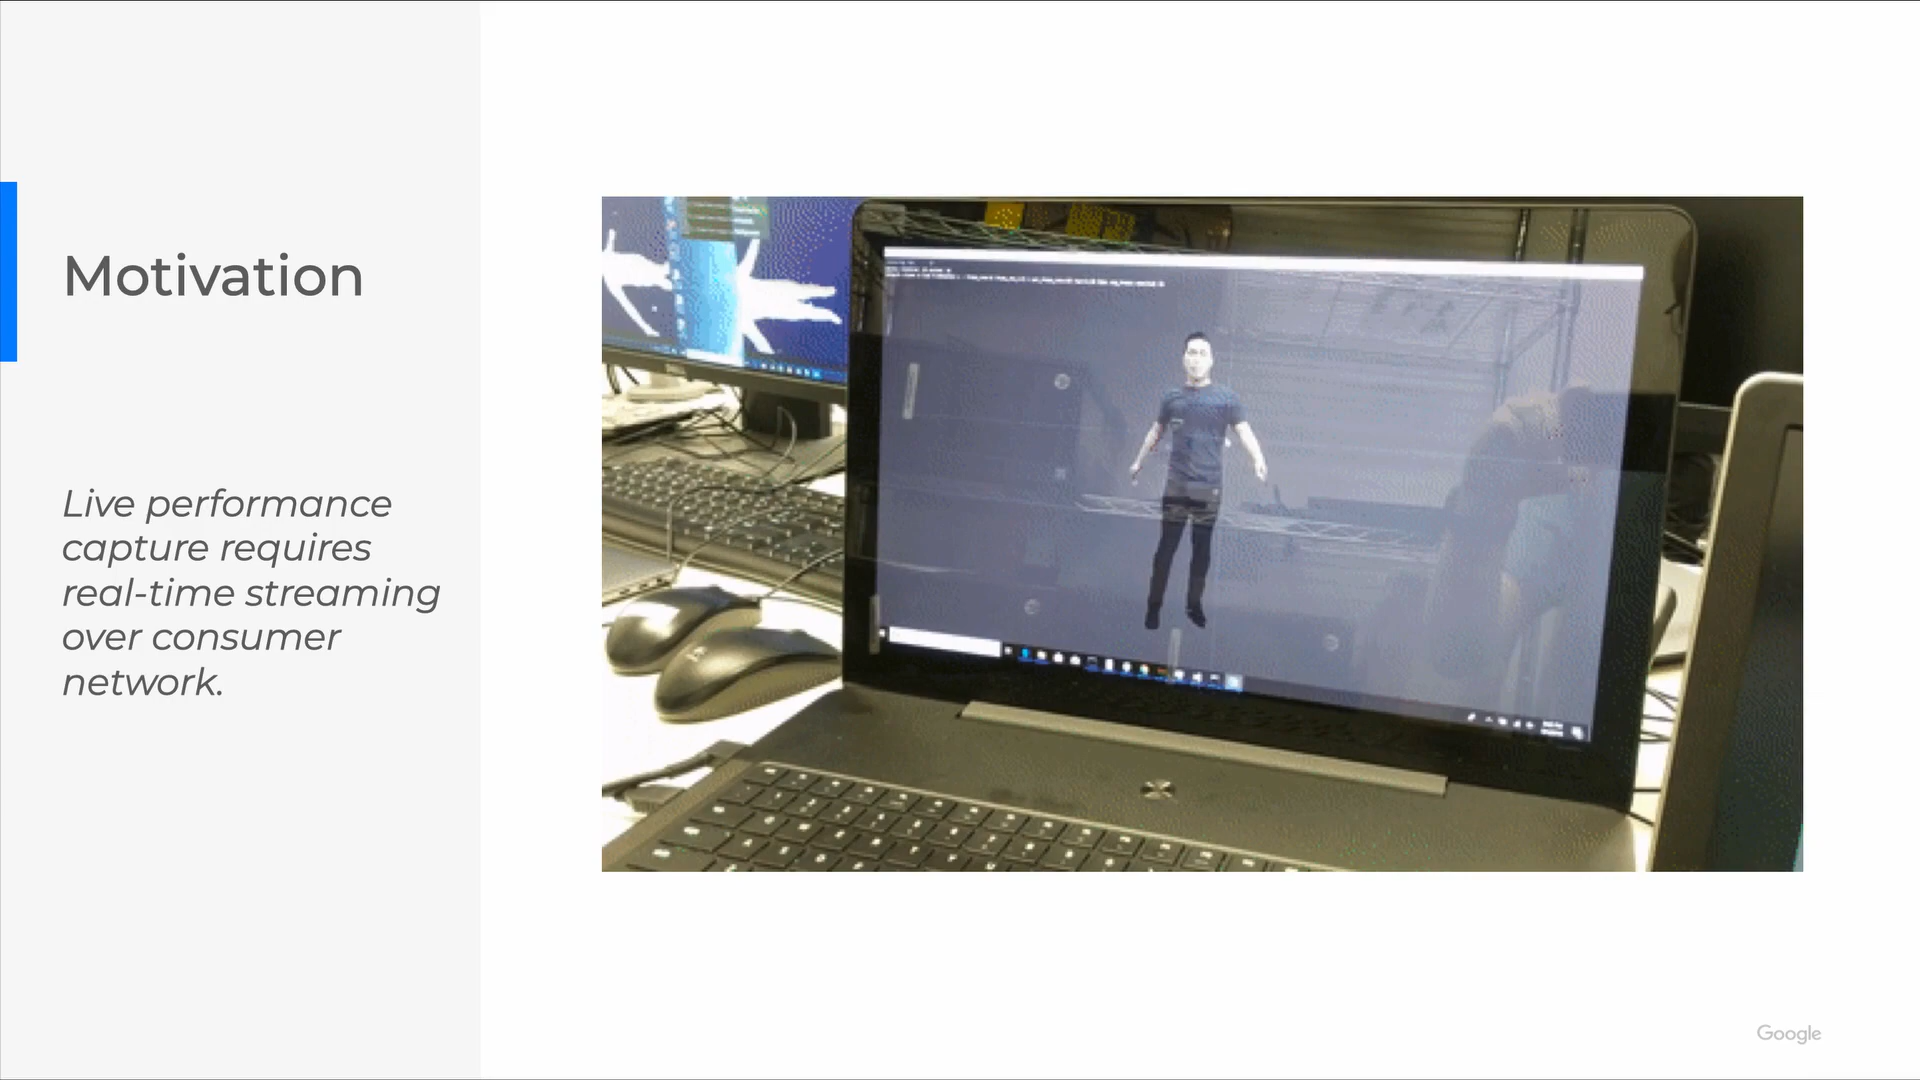 Motivation
Live performance
capture requires
real-time streaming
over consumer
network.
Google